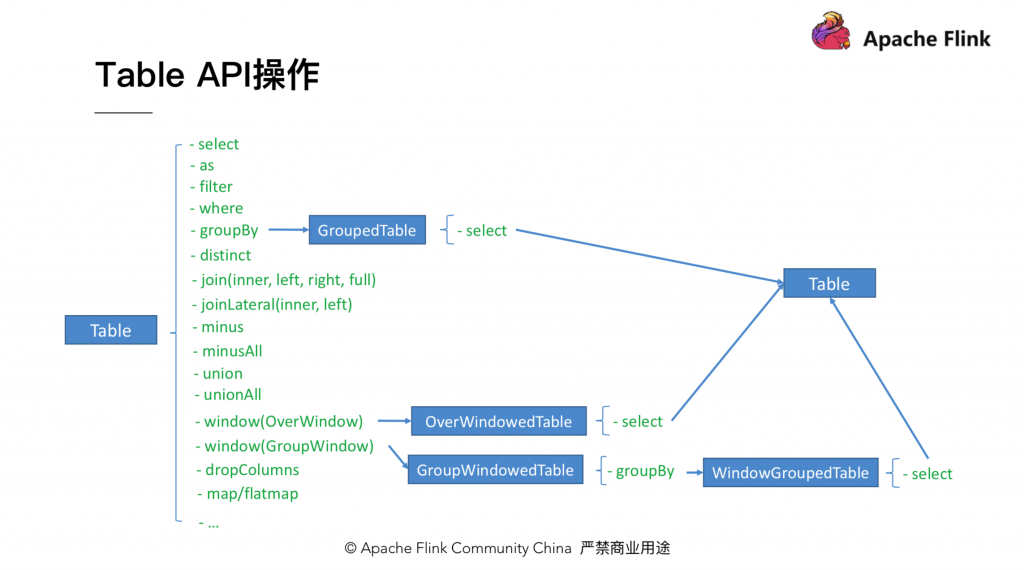 Apache Flink
Table API操作
- select
- as
- filter
- where
- groupBy
GroupedTable
- select
- distinct
- join(inner, left, right, full)
Table
- joinLateral(inner, left)
- minus
Table
- minusAll
- union
- unionAll
- window(OverWindow)
OverWindowedTable
- select
- window(GroupWindow)
GroupWindowedTable
- groupBy
WindowGroupedTable
- select
- dropColumns
- map/flatmap
- ...
© Apache Flink Community China 严禁商业用途